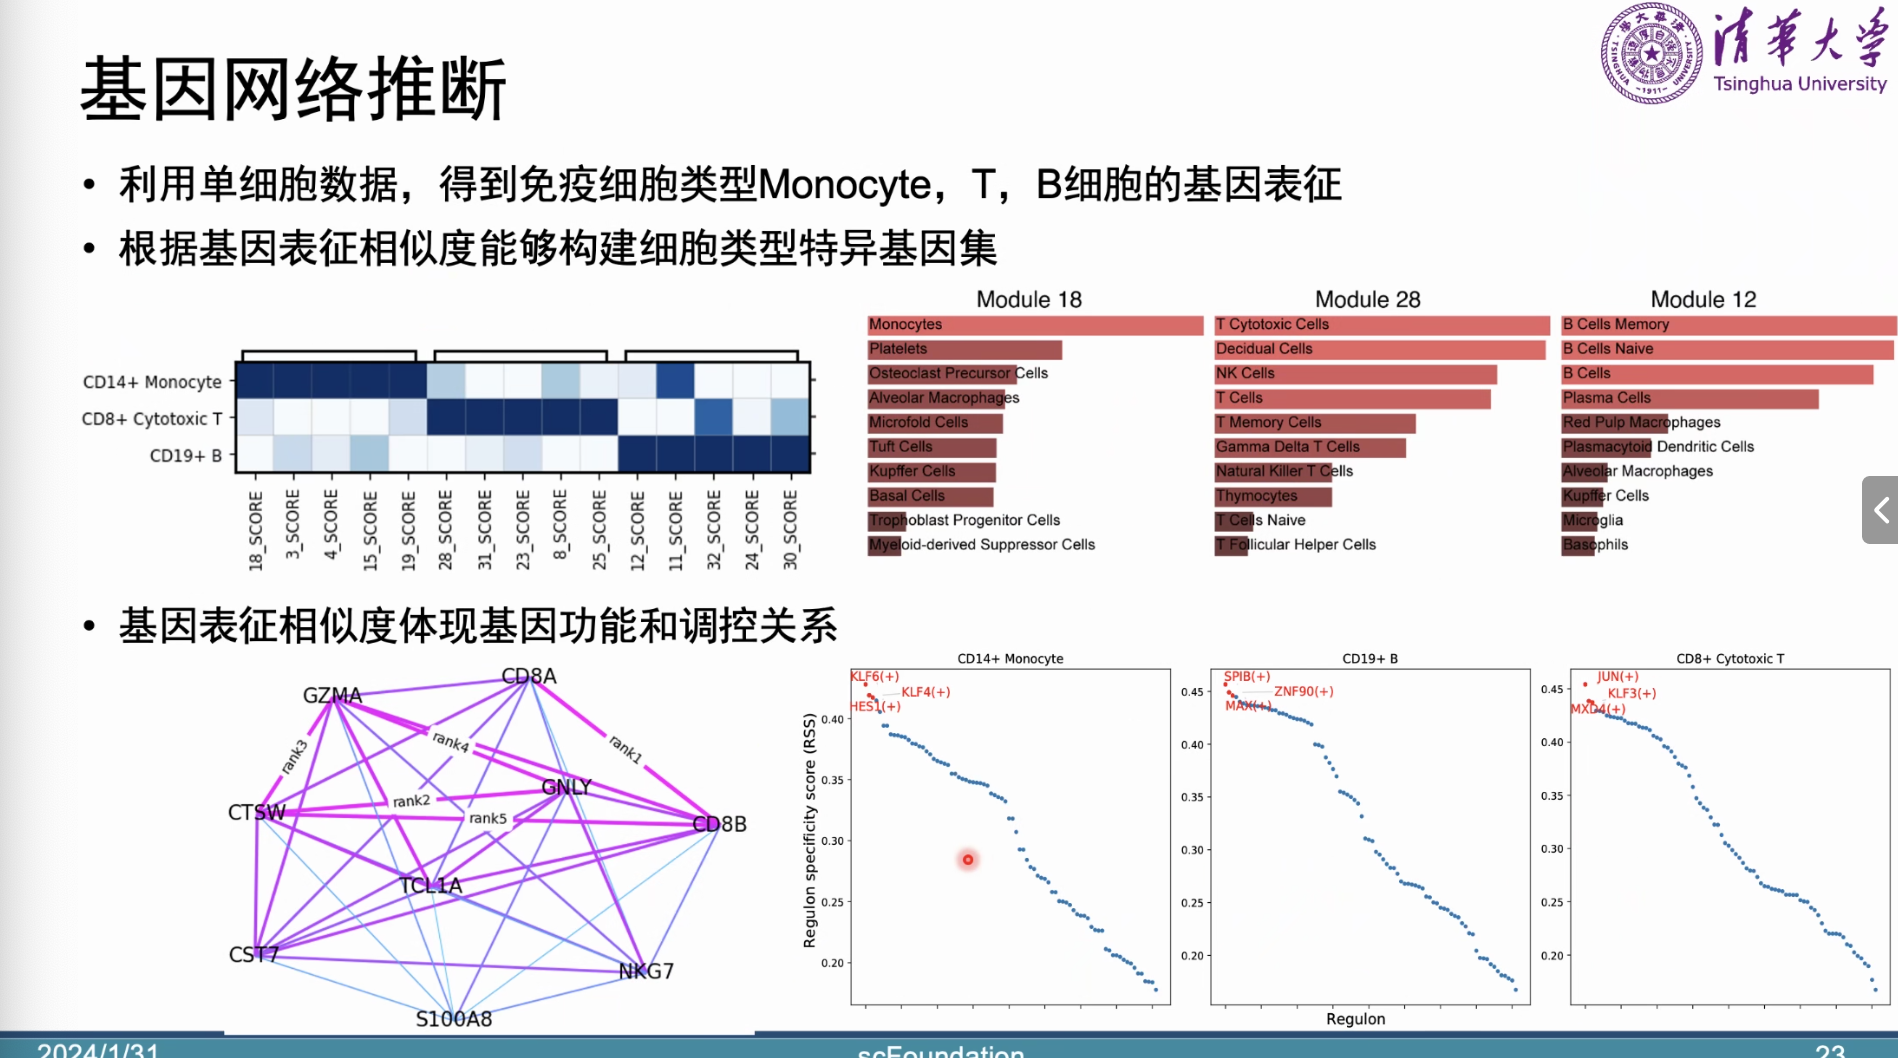 基因网络推断
清华大学
Tsinghua University
TSINGHUA UNIVERSITY
-1911-
• 利用单细胞数据，得到免疫细胞类型Monocyte，T，B细胞的基因表征
• 根据基因表征相似度能够构建细胞类型特异基因集
CD14+ Monocyte
CD8+ Cytotoxic T
CD19+ B
18_SCORE
3_SCORE
4_SCORE
15_SCORE
19_SCORE
28_SCORE
31_SCORE
23_SCORE
8_SCORE
25_SCORE
12_SCORE
11_SCORE
32_SCORE
24_SCORE
30_SCORE
Module 18
Monocytes
Platelets
Osteoclast Precursor Cells
Alveolar Macrophages
Microfold Cells
Tuft Cells
Kupffer Cells
Basal Cells
Trophoblast Progenitor Cells
Myeloid-derived Suppressor Cells
Module 28
T Cytotoxic Cells
Decidual Cells
NK Cells
T Cells
T Memory Cells
Gamma Delta T Cells
Natural Killer T Cells
Thymocytes
T Cells Naive
T Follicular Helper Cells
Module 12
B Cells Memory
B Cells Naive
B Cells
Plasma Cells
Red Pulp Macrophages
Plasmacytoid Dendritic Cells
Alveolar Macrophages
Kupffer Cells
Microglia
Basophils
• 基因表征相似度体现基因功能和调控关系
CD8A
GZMA
rank4
rank1
rank3
GNLY
rank2
CTSW
rank5
CD8B
TCL1A
CST7
NKG7
S100A8
CD14+ Monocyte
KLF6(+)
KLF4(+)
HES1(+)
Regulon specificity score (RSS)
0.40
0.35
0.30
0.25
0.20
CD19+ B
SPIB(+)
ZNF90(+)
MAX(+)
0.45
0.40
0.35
0.30
0.25
0.20
Regulon
CD8+ Cytotoxic T
JUN(+)
KLF3(+)
MXD4(+)
0.45
0.40
0.35
0.30
0.25
0.20
2024/1/31
scFoundation
23